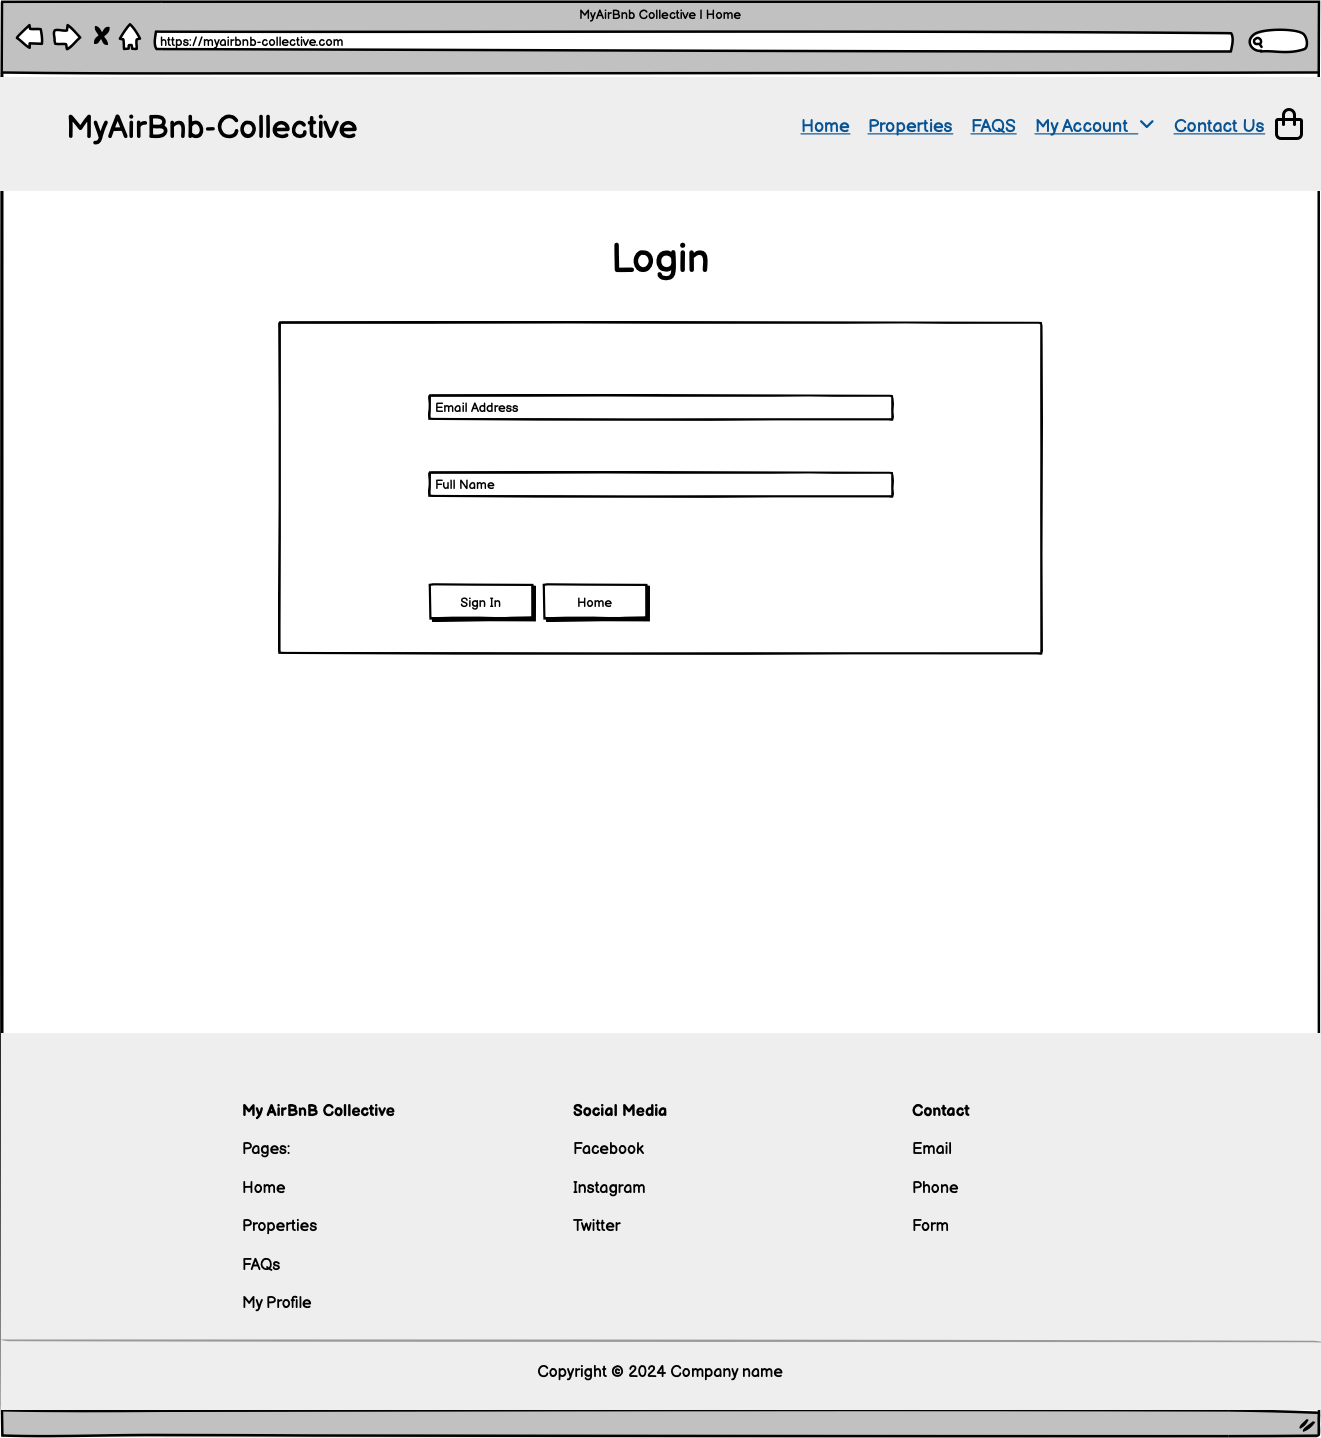 MyAirBnb Collective | Home
https://myairbnb-collective.com
MyAirBnb-Collective
Home Properties FAQS My Account Contact Us
Login
Email Address
Full Name
Sign In Home
My AirBnB Collective Social Media Contact
Pages: Facebook Email
Home Instagram Phone
Properties Twitter Form
FAQs
My Profile
Copyright © 2024 Company name